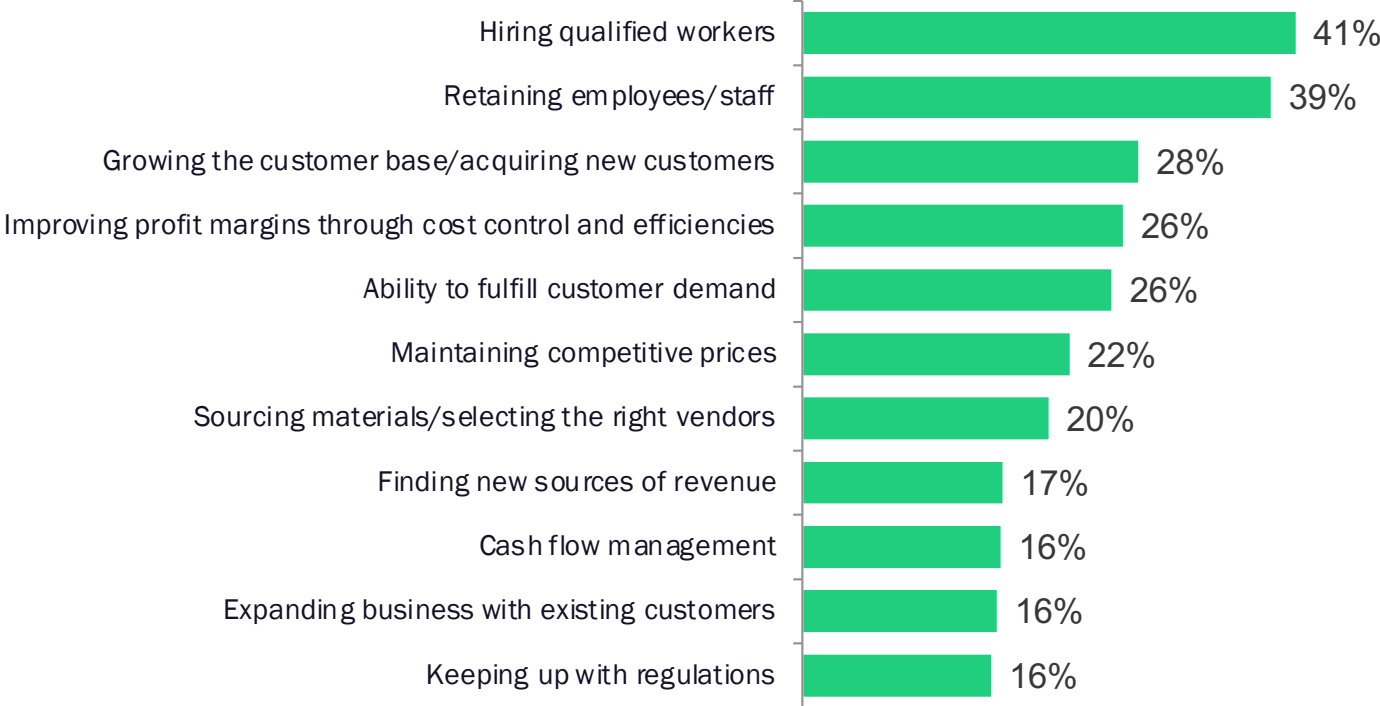 Hiring qualified workers 41%
Retaining employees/staff 39%
Growing the customer base/acquiring new customers 28%
Improving profit margins through cost control and efficiencies 26%
Ability to fulfill customer demand 26%
Maintaining competitive prices 22%
Sourcing materials/selecting the right vendors 20%
Finding new sources of revenue 17%
Cash flow management 16%
Expanding business with existing customers 16%
Keeping up with regulations 16%